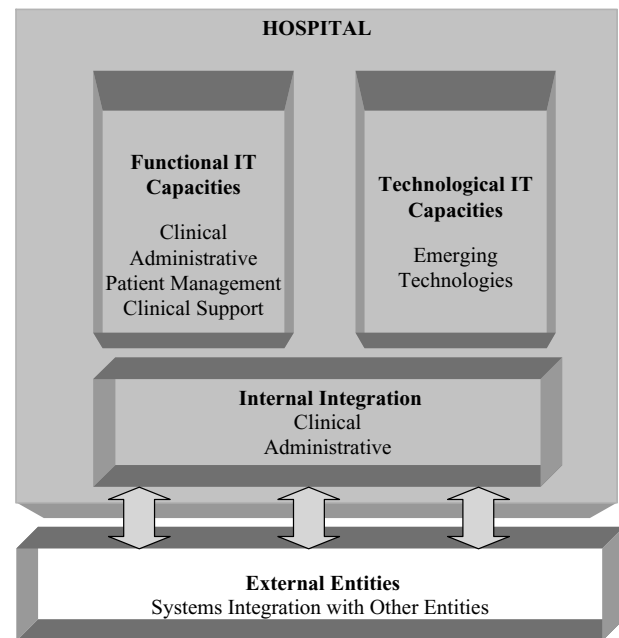 HOSPITAL
Functional IT
Capacities
Clinical
Administrative
Patient Management
Clinical Support
Technological IT
Capacities
Emerging
Technologies
Internal Integration
Clinical
Administrative
External Entities
Systems Integration with Other Entities